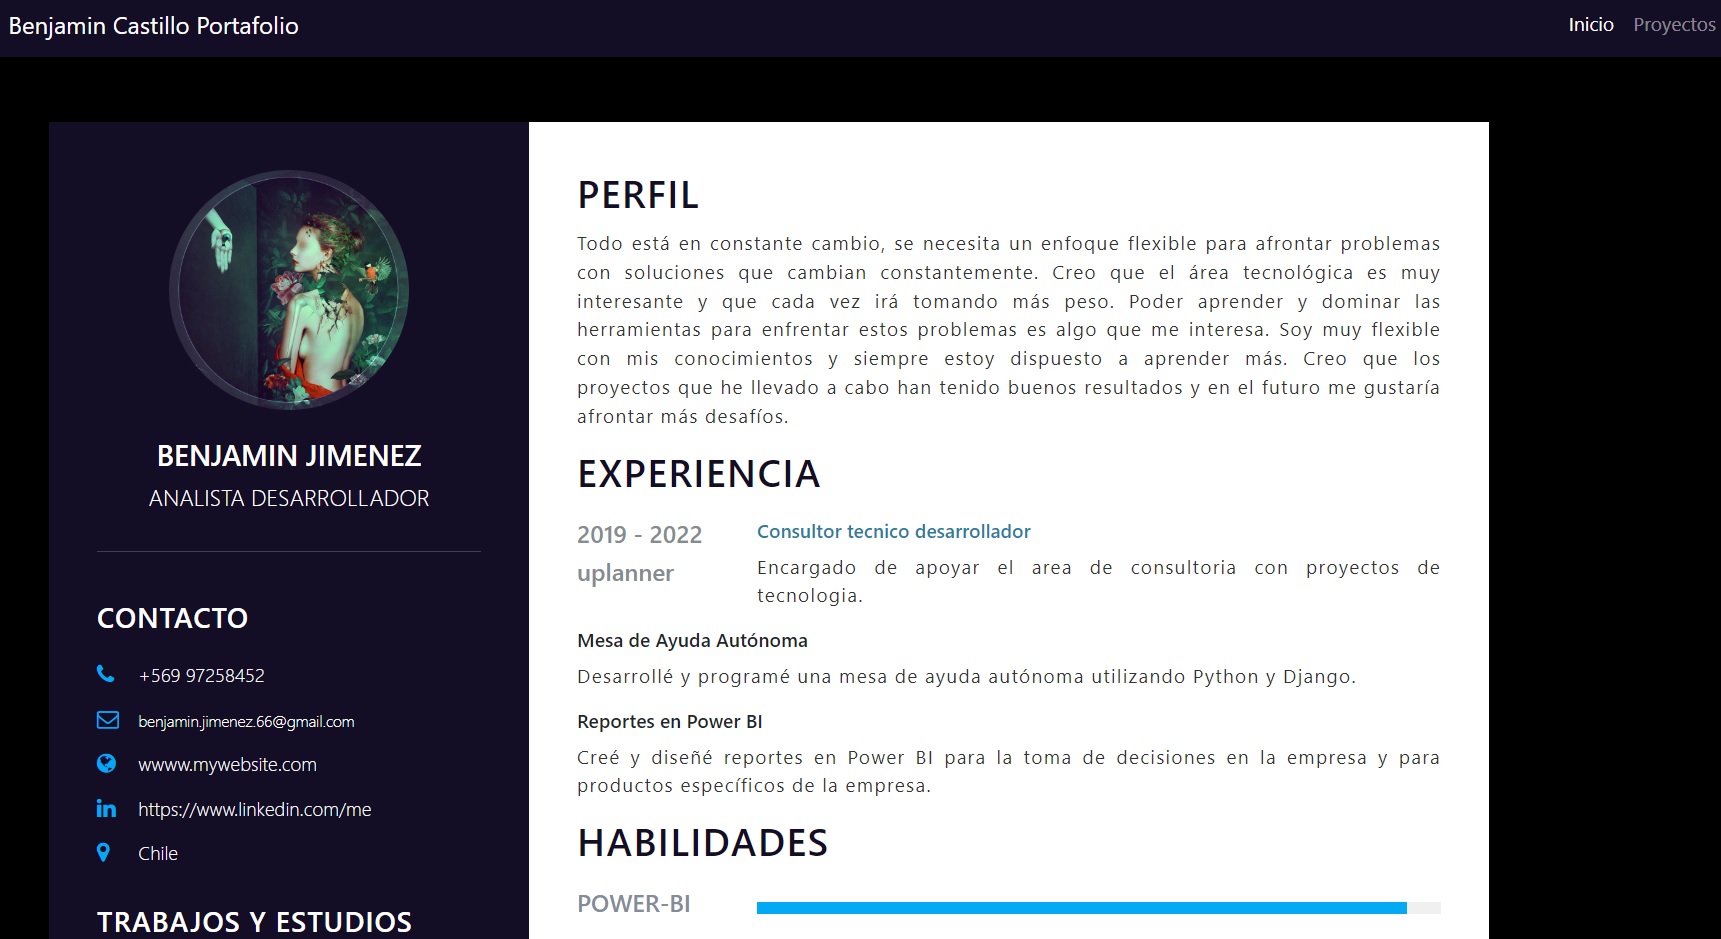 Benjamin Castillo Portafolio
Inicio
Proyectos
BENJAMIN JIMENEZ
ANALISTA DESARROLLADOR
CONTACTO
+569 97258452
benjamin.jimenez.66@gmail.com
wwww.mywebsite.com
https://www.linkedin.com/me
Chile
TRABAJOS Y ESTUDIOS
PERFIL
Todo está en constante cambio, se necesita un enfoque flexible para afrontar problemas
con soluciones que cambian constantemente. Creo que el área tecnológica es muy
interesante y que cada vez irá tomando más peso. Poder aprender y dominar las
herramientas para enfrentar estos problemas es algo que me interesa. Soy muy flexible
con mis conocimientos y siempre estoy dispuesto a aprender más. Creo que los
proyectos que he llevado a cabo han tenido buenos resultados y en el futuro me gustaría
afrontar más desafíos.
EXPERIENCIA
2019 - 2022
uplanner
Consultor tecnico desarrollador
Encargado de apoyar el area de consultoria con proyectos de
tecnologia.
Mesa de Ayuda Autónoma
Desarrollé y programé una mesa de ayuda autónoma utilizando Python y Django.
Reportes en Power BI
Creé y diseñé reportes en Power BI para la toma de decisiones en la empresa y para
productos específicos de la empresa.
HABILIDADES
POWER-BI